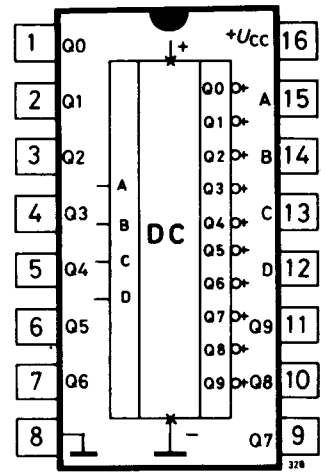 1 Q0 + +UCC 16
2 Q1 Q0 A 15
Q1
3 Q2 Q2 B 14
A Q3
4 Q3 B DC Q4 C 13
C Q5
5 Q4 D Q6 D 12
6 Q5 Q7 Q9 11
Q8
7 Q6 Q9 Q8 10
8 - Q7 9
328